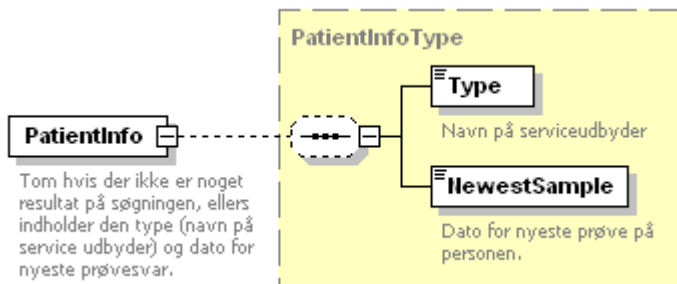 PatientInfoType
Type
Navn på serviceudbyder
PatientInfo
Tom hvis der ikke er noget
resultat på søgningen, ellers
indholder den type (navn på
service udbyder) og dato for
nyeste prøvesvar.
NewestSample
Dato for nyeste prøve på
personen.